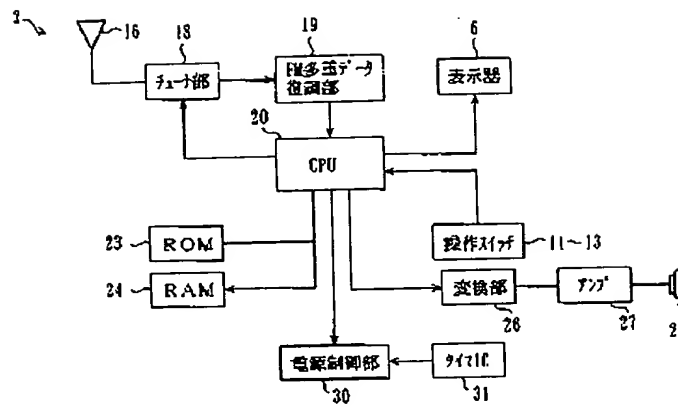 2
16
18
チューナ部
19
FM多重データ
復調部
6
表示器
20
CPU
23
ROM
24
RAM
操作スイッチ
11〜13
変換部
26
アンプ
27
2
電源制御部
30
タイマIC
31